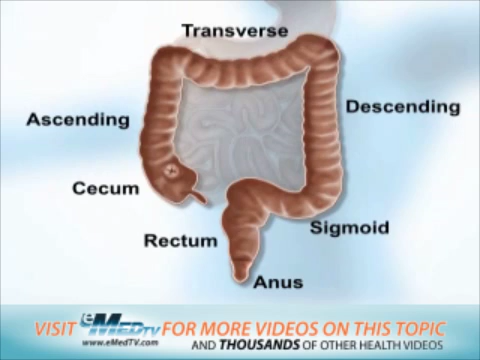 Transverse
Ascending
Descending
Cecum
Sigmoid
Rectum
Anus
VISIT eMEDTV FOR MORE VIDEOS ON THIS TOPIC
www.eMedTV.com AND THOUSANDS OF OTHER HEALTH VIDEOS